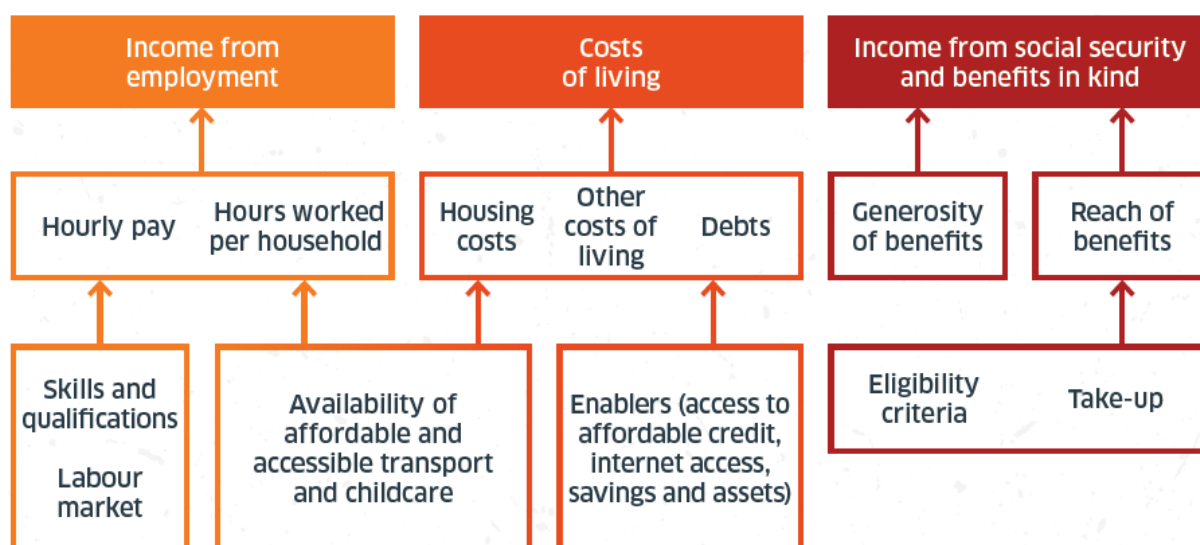 Income from
employment
Costs
of living
Income from social security
and benefits in kind
Hourly pay
Hours worked
per household
Housing
costs
Other
costs of
living
Debts
Generosity
of benefits
Reach of
benefits
Skills and
qualifications
Labour
market
Availability of
affordable and
accessible transport
and childcare
Enablers (access to
affordable credit,
internet access,
savings and assets)
Eligibility
criteria
Take-up